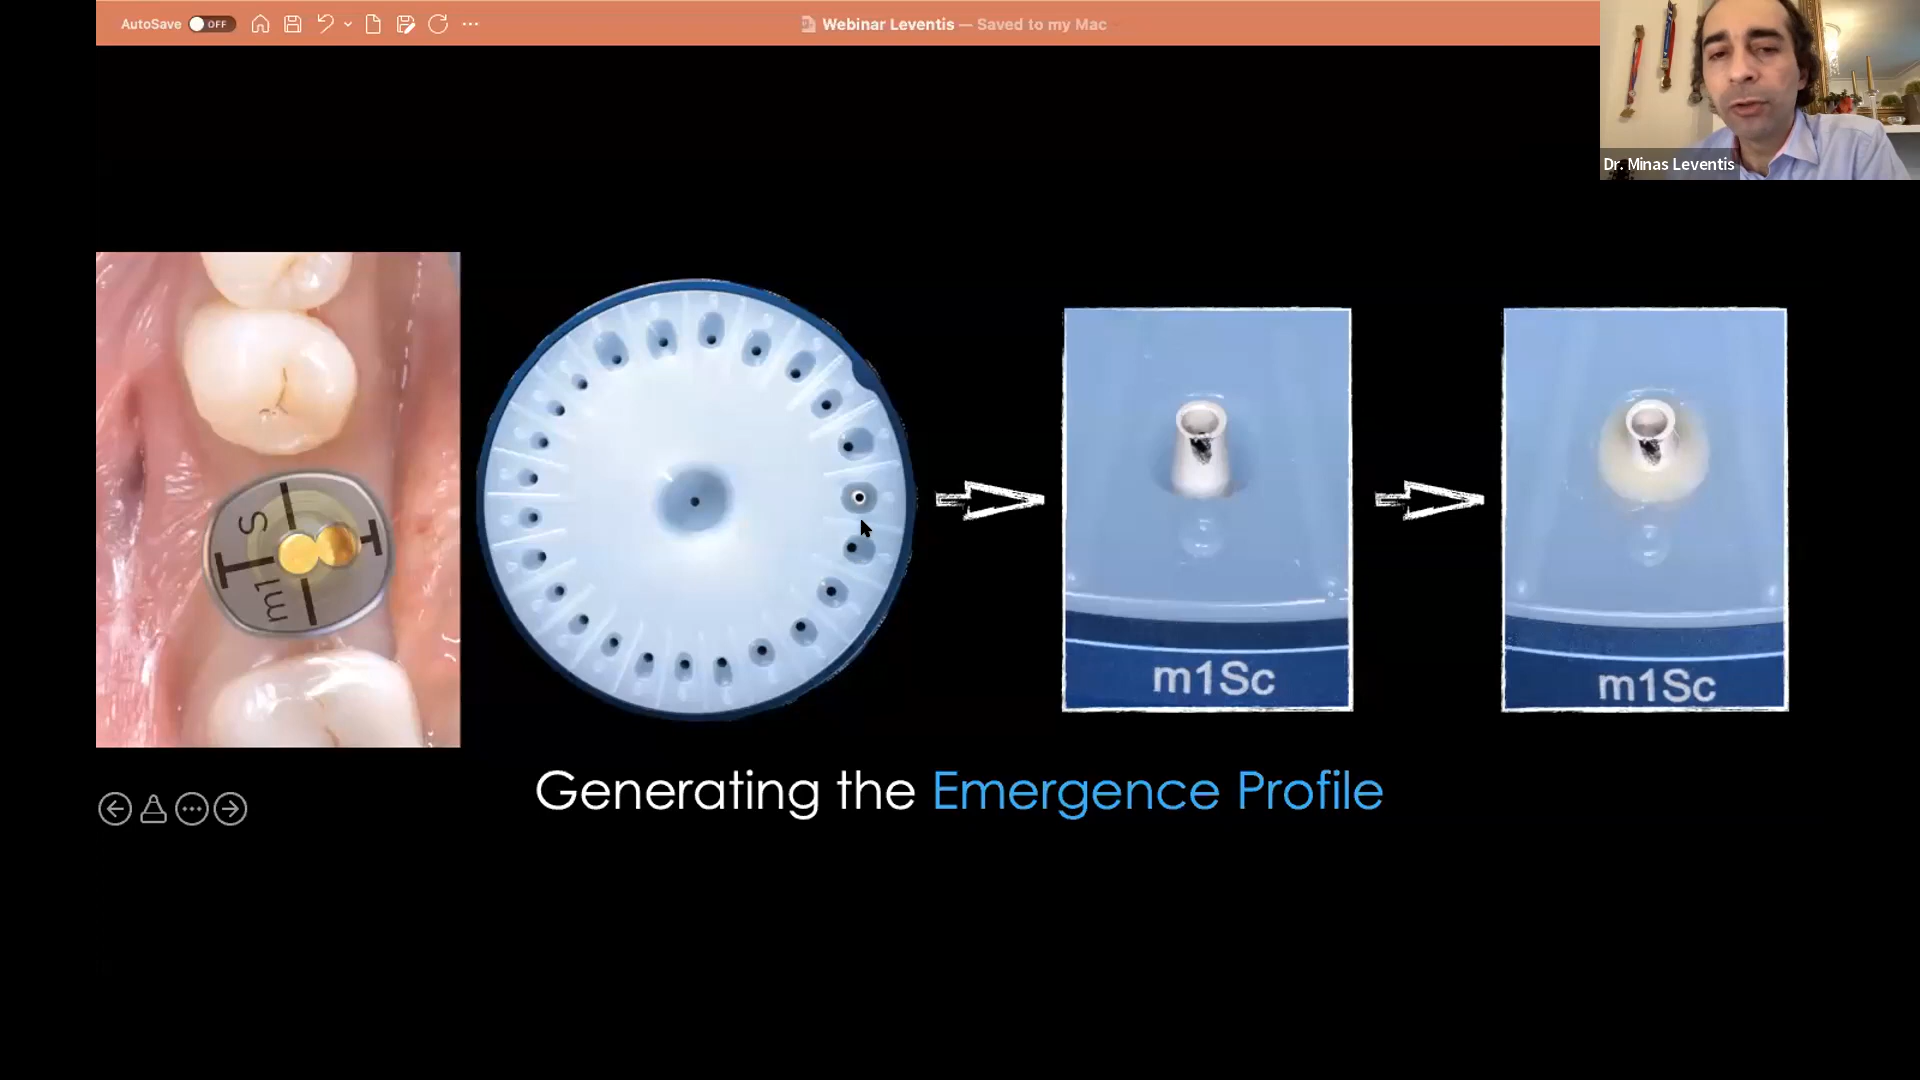 AutoSave OFF
Webinar Leventis — Saved to my Mac
Dr. Minas Leventis
S
m1
m1Sc
m1Sc
Generating the Emergence Profile